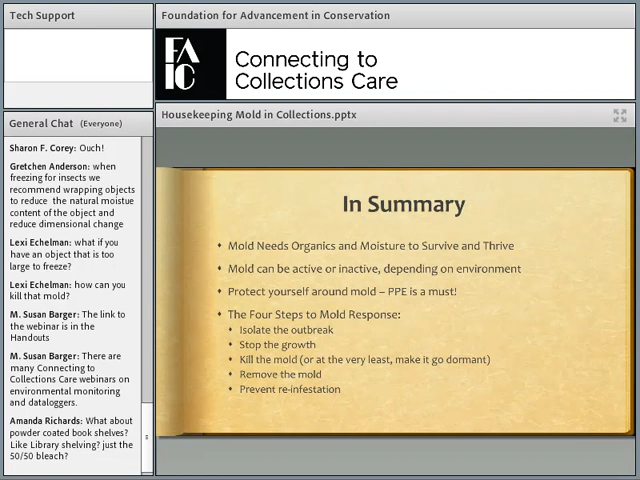 Tech Support
Foundation for Advancement in Conservation
FA
IC
Connecting to
Collections Care
General Chat (Everyone)
Sharon F. Corey: Ouch!
Gretchen Anderson: when
freezing for insects we
recommend wrapping objects
to reduce the natural moistue
content of the object and
reduce dimensional change
Lexi Echelman: what if you
have an object that is too
large to freeze?
Lexi Echelman: how can you
kill that mold?
M. Susan Barger: The link to
the webinar is in the
Handouts
M. Susan Barger: There are
many Connecting to
Collections Care webinars on
environmental monitoring
and dataloggers.
Amanda Richards: What about
powder coated book shelves?
Like Library shelving? just the
50/50 bleach?
Housekeeping Mold in Collections.pptx
In Summary
Mold Needs Organics and Moisture to Survive and Thrive
Mold can be active or inactive, depending on environment
Protect yourself around mold – PPE is a must!
The Four Steps to Mold Response:
Isolate the outbreak
Stop the growth
Kill the mold (or at the very least, make it go dormant)
Remove the mold
Prevent re-infestation